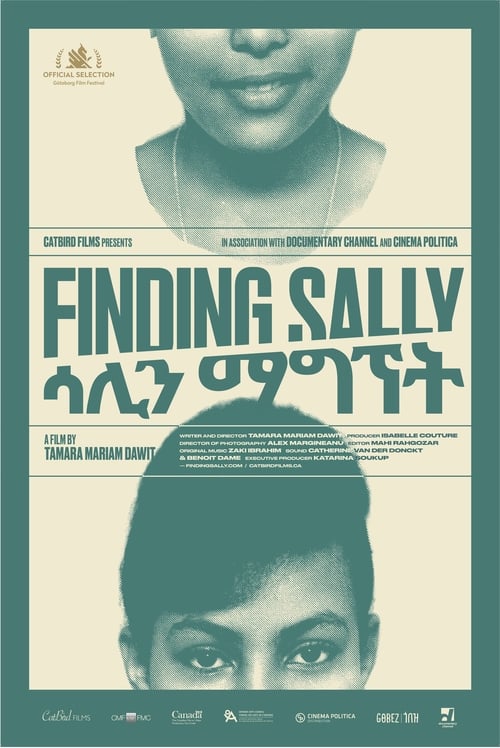 OFFICIAL SELECTION
Göteborg Film Festival
CATBIRD FILMS PRESENTS
IN ASSOCIATION WITH DOCUMENTARY CHANNEL AND CINEMA POLITICA
FINDING SALLY
ሳሊን ማግኘት
A FILM BY
TAMARA MARIAM DAWIT
WRITER AND DIRECTOR TAMARA MARIAM DAWIT PRODUCER ISABELLE COUTURE
DIRECTOR OF PHOTOGRAPHY ALEX MARGINEANU EDITOR MAHI RAHGOZAR
ORIGINAL MUSIC ZAKI IBRAHIM SOUND CATHERINE VAN DER DONCKT
& BENOIT DAME EXECUTIVE PRODUCER KATARINA SOUKUP
— FINDINGSALLY.COM / CATBIRDFILMS.CA
CatBird FILMS
CMF FMC
Canada
CINEMA POLITICA
GOBEZ